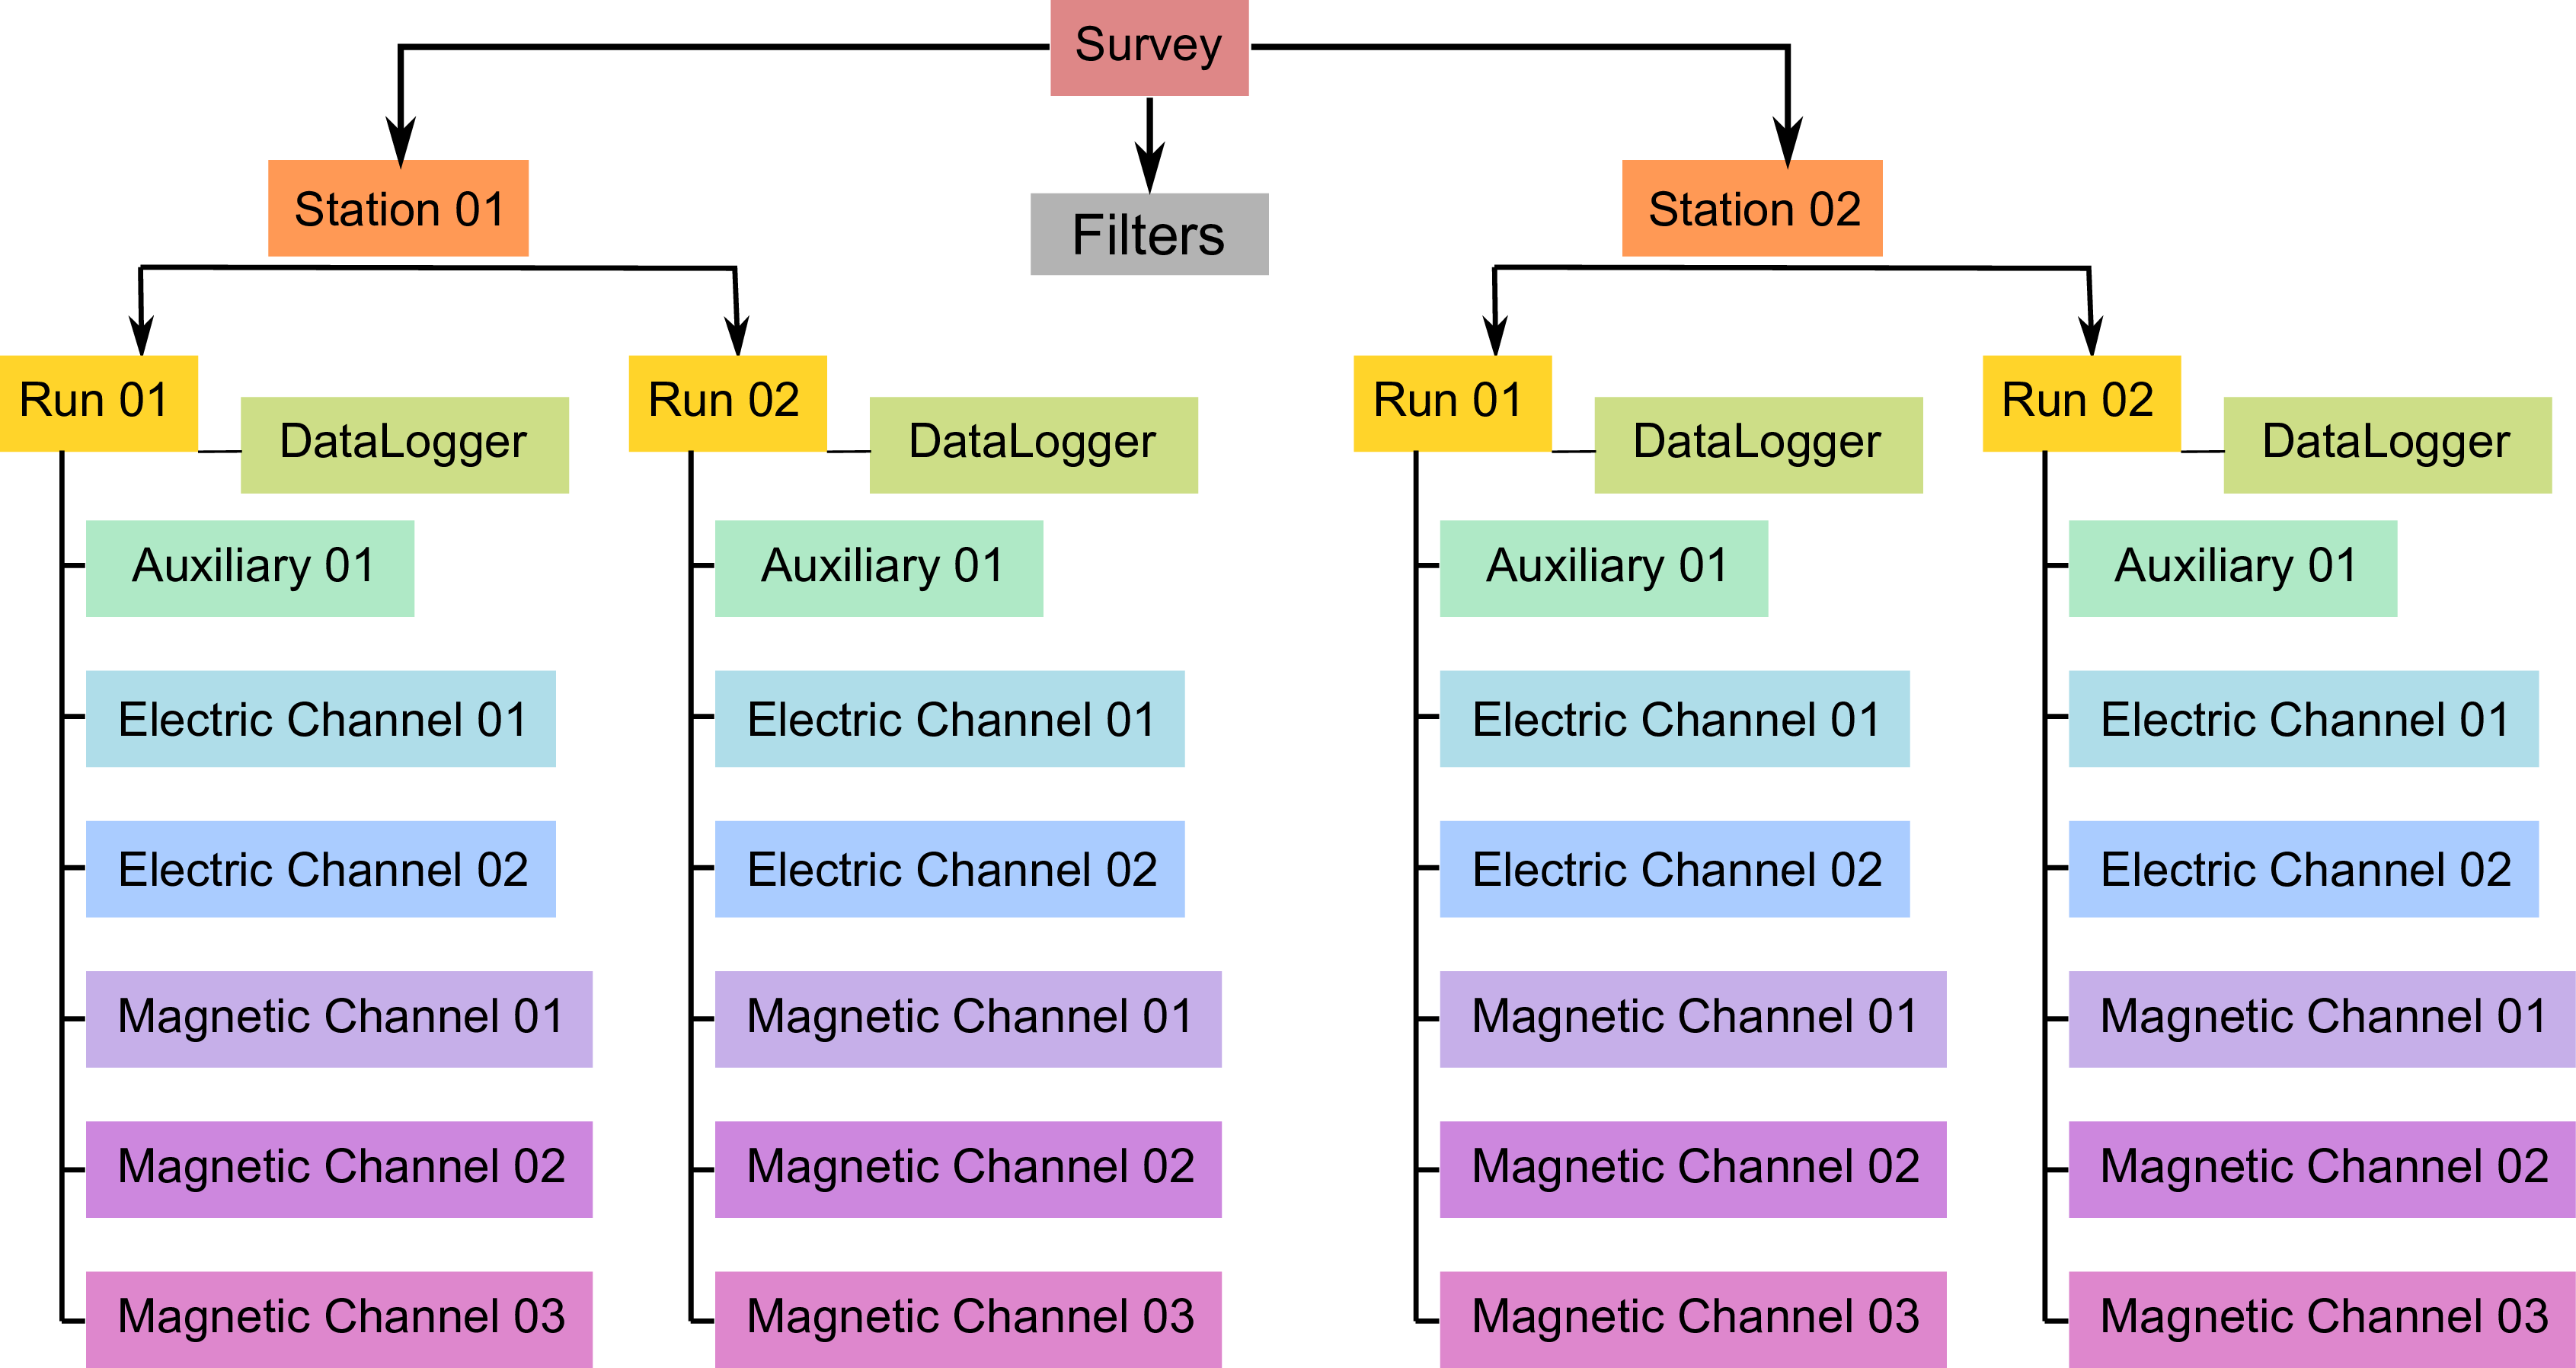 Survey
Station 01
Filters
Station 02
Run 01
DataLogger
Auxiliary 01
Electric Channel 01
Electric Channel 02
Magnetic Channel 01
Magnetic Channel 02
Magnetic Channel 03
Run 02
DataLogger
Auxiliary 01
Electric Channel 01
Electric Channel 02
Magnetic Channel 01
Magnetic Channel 02
Magnetic Channel 03
Run 01
DataLogger
Auxiliary 01
Electric Channel 01
Electric Channel 02
Magnetic Channel 01
Magnetic Channel 02
Magnetic Channel 03
Run 02
DataLogger
Auxiliary 01
Electric Channel 01
Electric Channel 02
Magnetic Channel 01
Magnetic Channel 02
Magnetic Channel 03